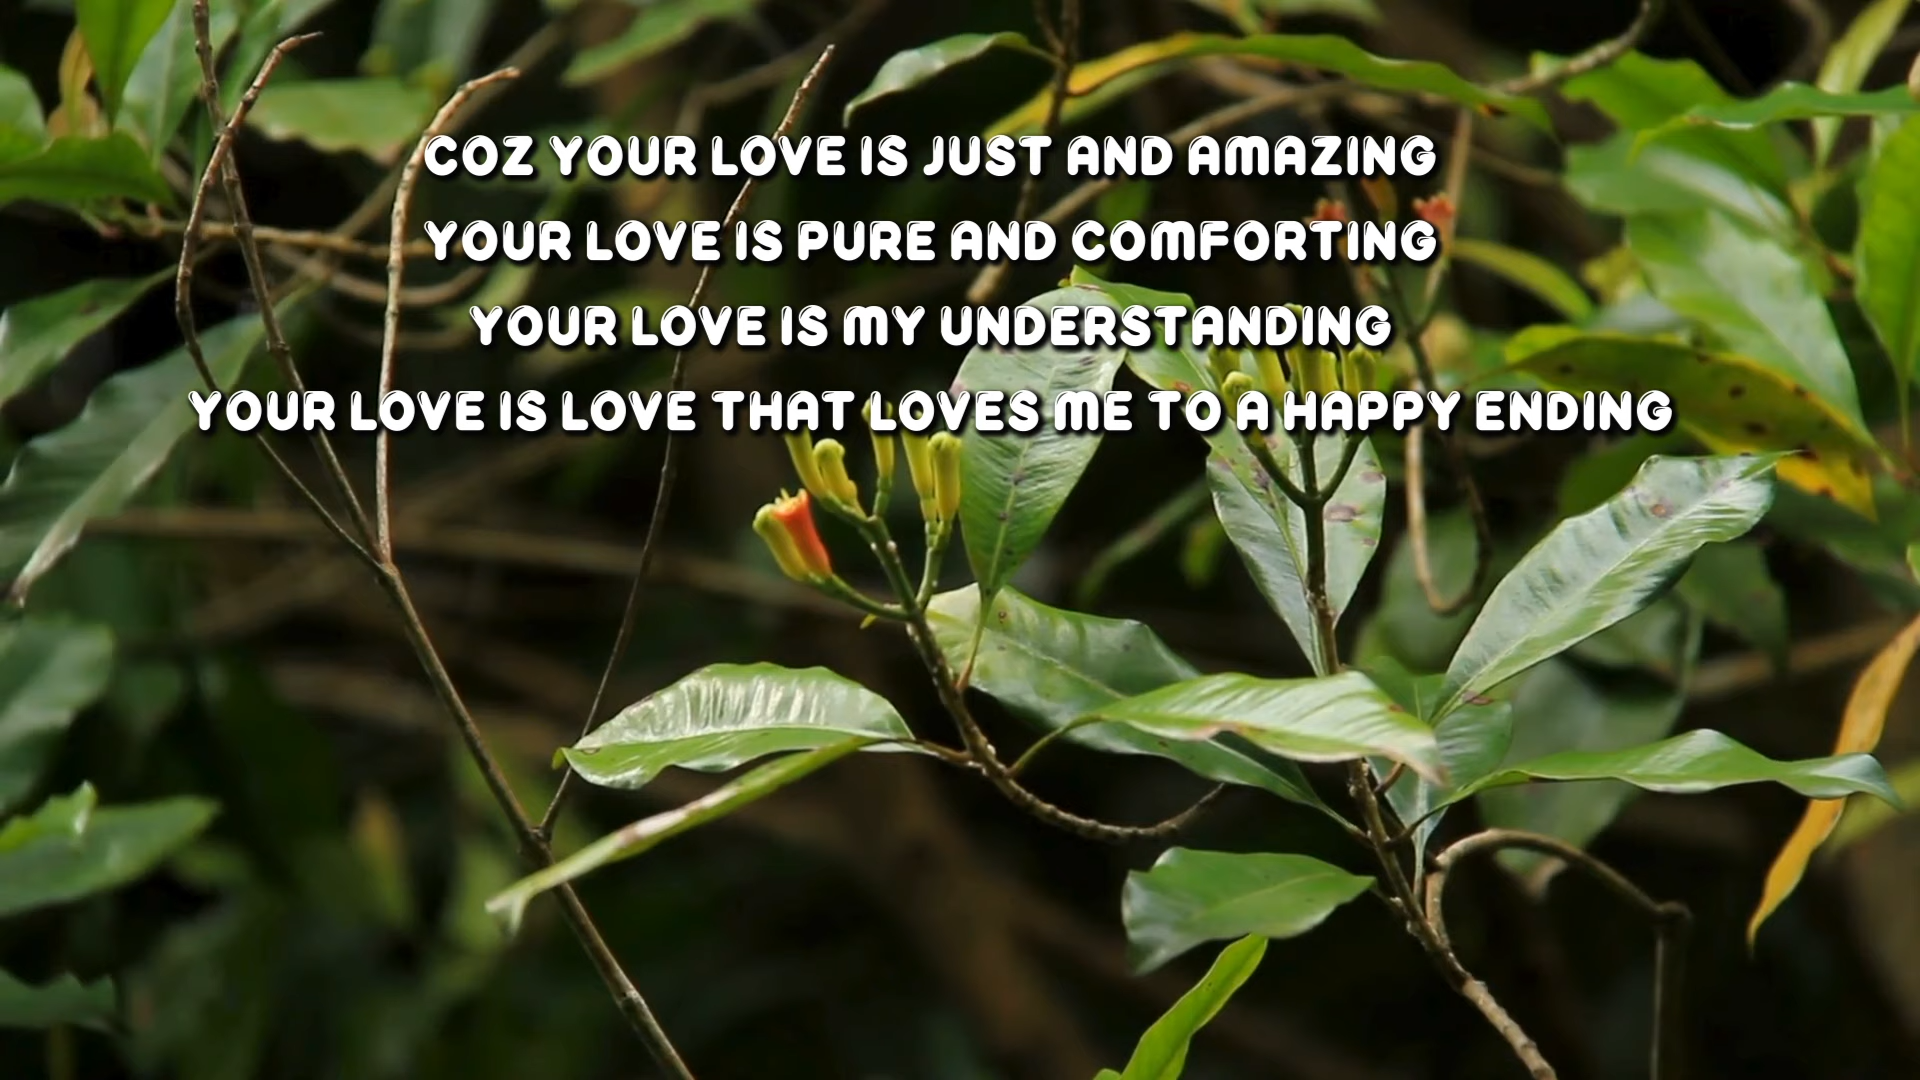 COZ YOUR LOVE IS JUST AND AMAZING
YOUR LOVE IS PURE AND COMFORTING
YOUR LOVE IS MY UNDERSTANDING
YOUR LOVE IS LOVE THAT LOVES ME TO A HAPPY ENDING